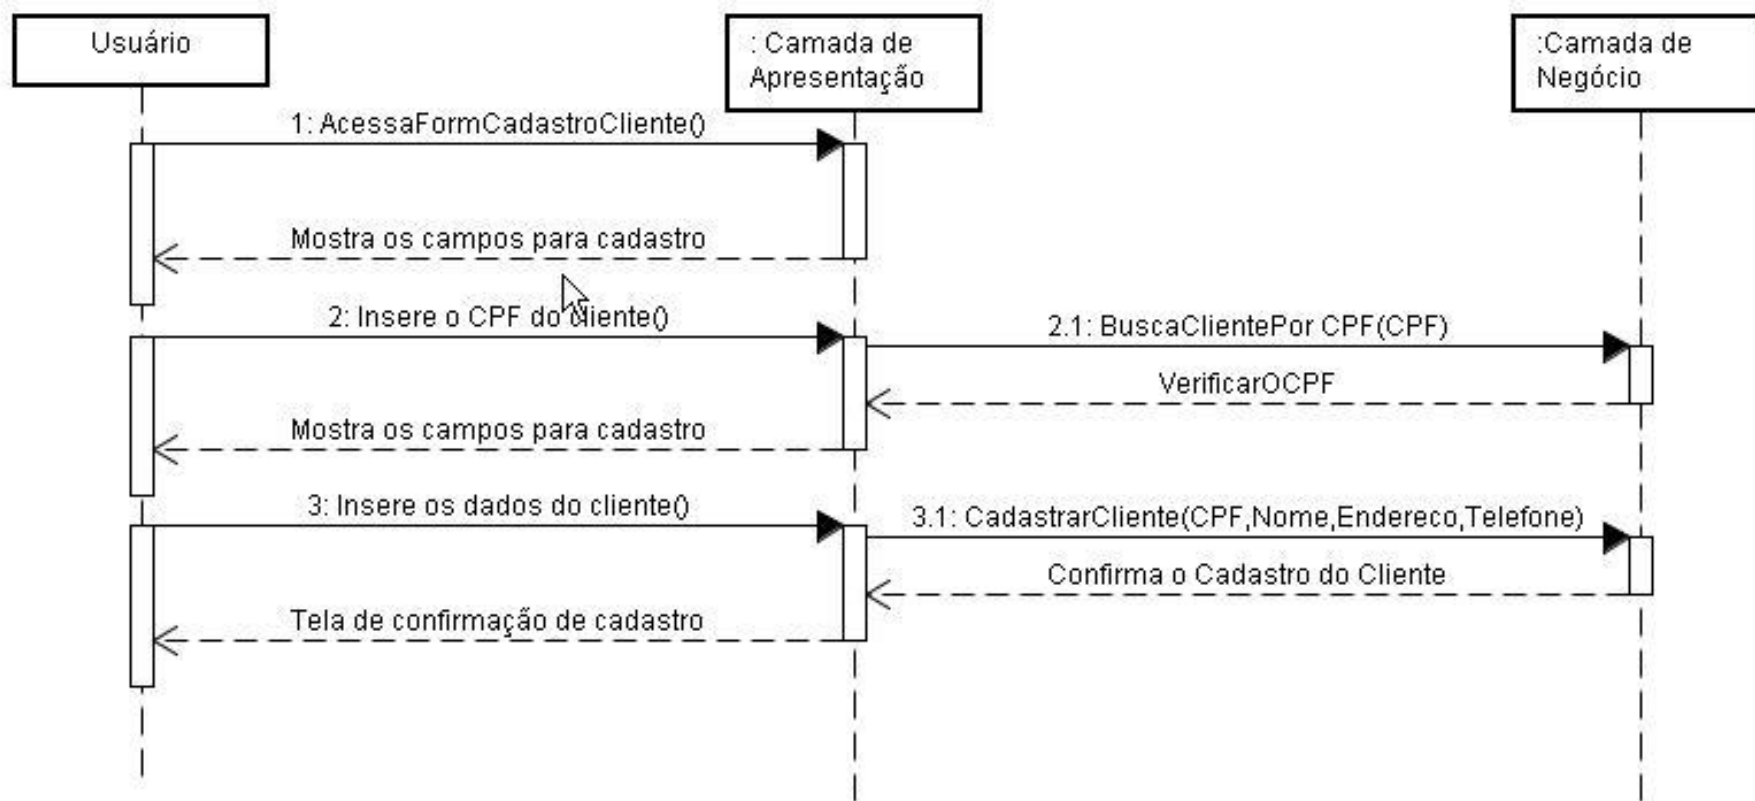 Usuário
: Camada de
Apresentação
:Camada de
Negócio
1: AcessaFormCadastroCliente()
Mostra os campos para cadastro
2: Insere o CPF do cliente()
2.1: BuscaClientePor CPF(CPF)
VerificarOCPF
Mostra os campos para cadastro
3: Insere os dados do cliente()
3.1: CadastrarCliente(CPF,Nome,Endereco,Telefone)
Confirma o Cadastro do Cliente
Tela de confirmação de cadastro